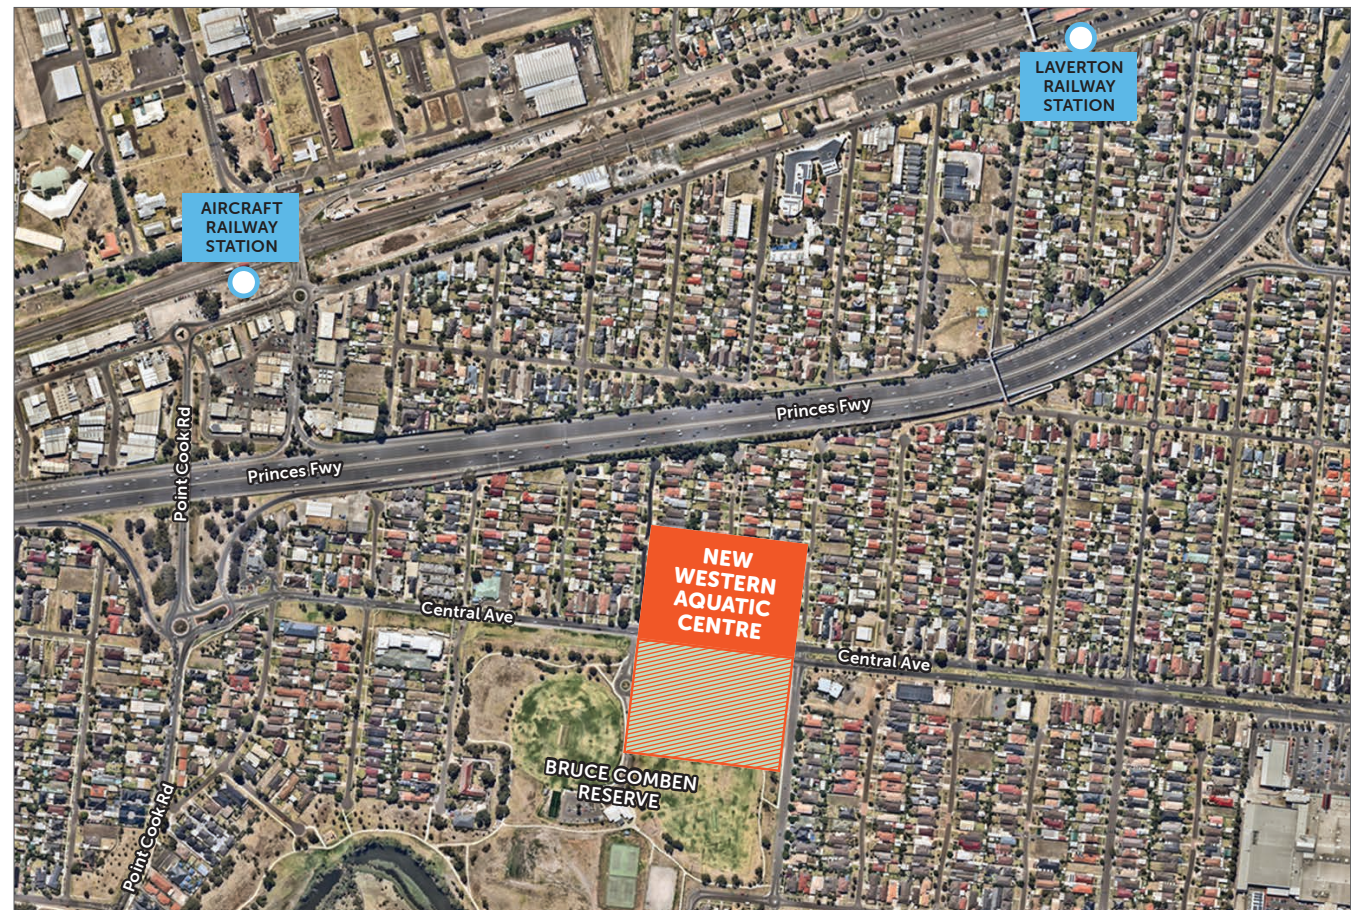 LAVERTON
RAILWAY
STATION
AIRCRAFT
RAILWAY
STATION
Princes Fwy
Point Cook Rd
Princes Fwy
NEW
WESTERN
AQUATIC
CENTRE
Central Ave
Central Ave
BRUCE COMBEN
RESERVE
Point Cook Rd